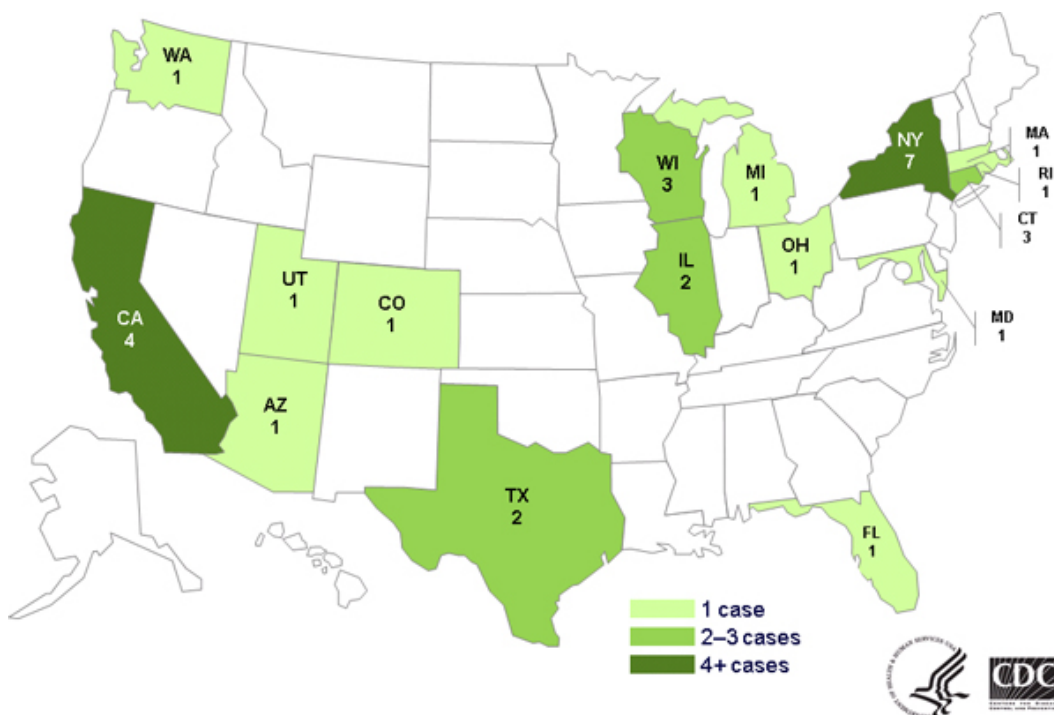 WA
1
MA
1
NY
7
WI
3
MI
1
RI
1
CT
3
OH
1
IL
2
UT
1
CO
1
CA
4
MD
1
AZ
1
TX
2
FL
1
1 case
2–3 cases
4+ cases
CDC